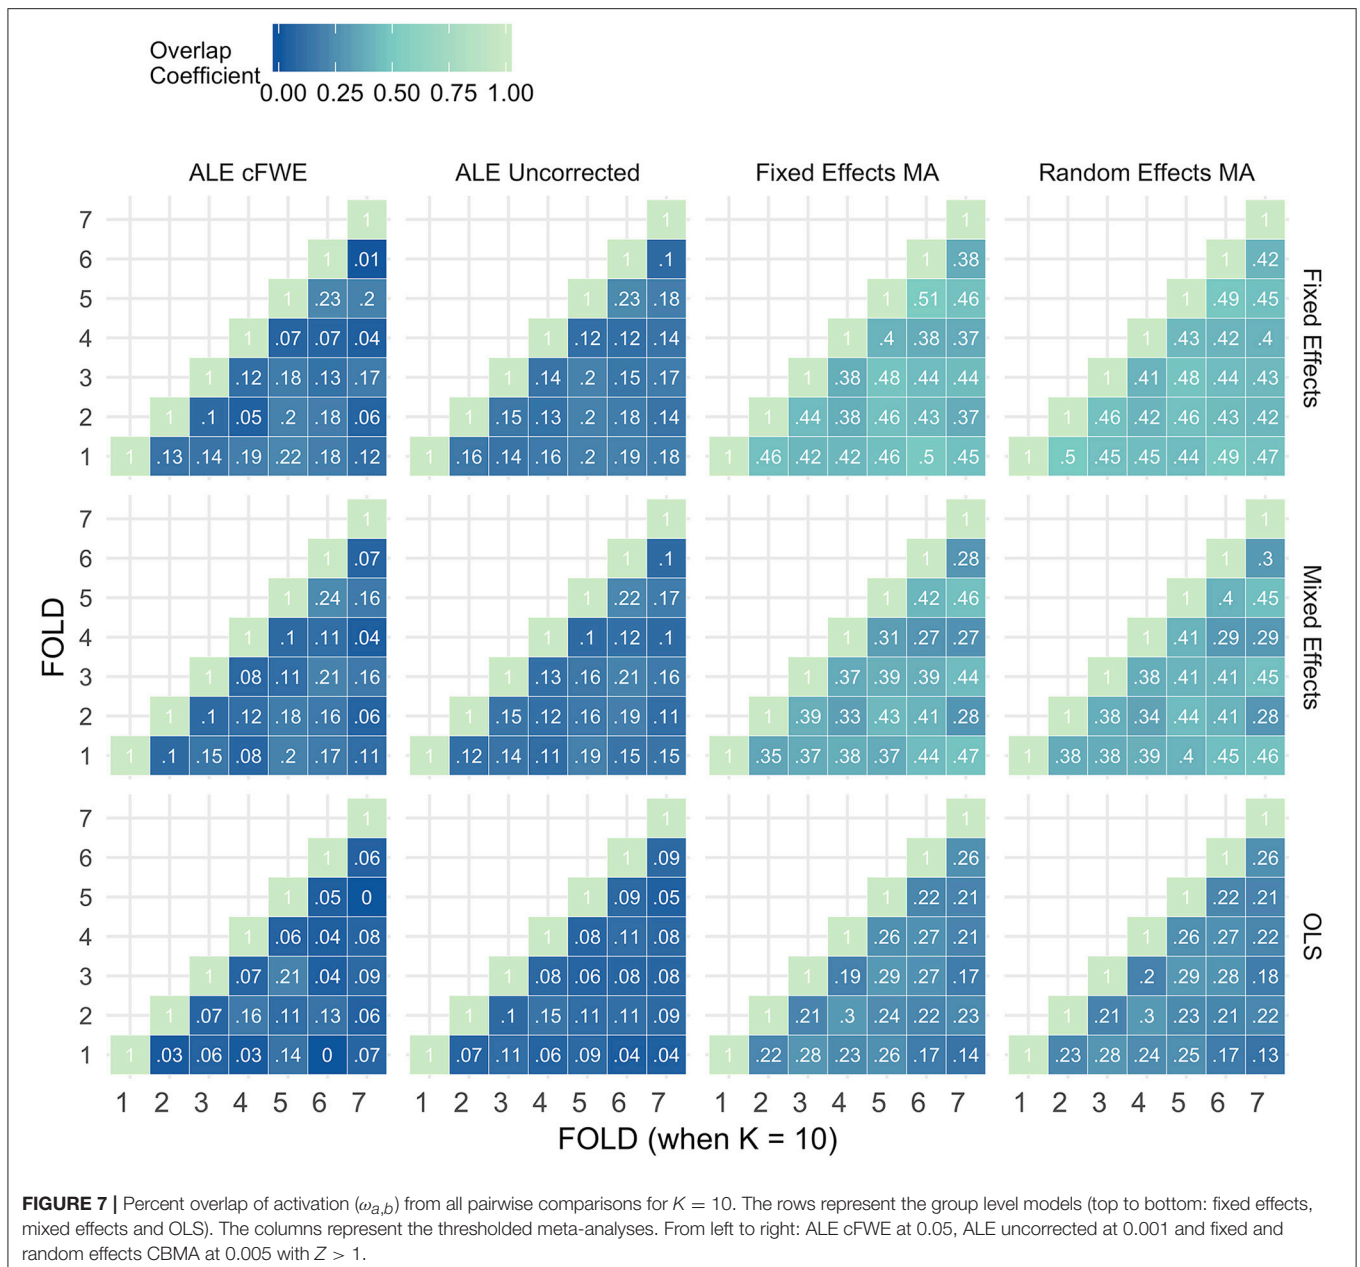 Overlap
Coefficient
0.00 0.25 0.50 0.75 1.00
ALE cFWE ALE Uncorrected Fixed Effects MA Random Effects MA
7 1 1 1 1
6 1 .01 1 .1 1 .38 1 .42
5 1 .23 .2 1 .23 .18 1 .51 .46 1 .49 .45
4 1 .07 .07 .04 1 .12 .12 .14 1 .4 .38 .37 1 .43 .42 .4
3 1 .12 .18 .13 .17 1 .14 .2 .15 .17 1 .38 .48 .44 .44 1 .41 .48 .44 .43
2 1 .1 .05 .2 .18 .06 1 .15 .13 .2 .18 .14 1 .44 .38 .46 .43 .37 1 .46 .42 .46 .43 .42
1 1 .13 .14 .19 .22 .18 .12 1 .16 .14 .16 .2 .19 .18 1 .46 .42 .42 .46 .5 .45 1 .5 .45 .45 .44 .49 .47
Fixed Effects
7 1 1 1 1
6 1 .07 1 .1 1 .28 1 .3
5 1 .24 .16 1 .22 .17 1 .42 .46 1 .4 .45
4 1 .1 .11 .04 1 .1 .12 .1 1 .31 .27 .27 1 .41 .29 .29
3 1 .08 .11 .21 .16 1 .13 .16 .21 .16 1 .37 .39 .39 .44 1 .38 .41 .41 .45
2 1 .1 .12 .18 .16 .06 1 .15 .12 .16 .19 .11 1 .39 .33 .43 .41 .28 1 .38 .34 .44 .41 .28
1 1 .1 .15 .08 .2 .17 .11 1 .12 .14 .11 .19 .15 .15 1 .35 .37 .38 .37 .44 .47 1 .38 .38 .39 .4 .45 .46
Mixed Effects
FOLD
7 1 1 1 1
6 1 .06 1 .09 1 .26 1 .26
5 1 .05 0 1 .09 .05 1 .22 .21 1 .22 .21
4 1 .06 .04 .08 1 .08 .11 .08 1 .26 .27 .21 1 .26 .27 .22
3 1 .07 .21 .04 .09 1 .08 .06 .08 .08 1 .19 .29 .27 .17 1 .2 .29 .28 .18
2 1 .07 .16 .11 .13 .06 1 .1 .15 .11 .11 .09 1 .21 .3 .24 .22 .23 1 .21 .3 .23 .21 .22
1 1 .03 .06 .03 .14 0 .07 1 .07 .11 .06 .09 .04 .04 1 .22 .28 .23 .26 .17 .14 1 .23 .28 .24 .25 .17 .13
OLS
1 2 3 4 5 6 7 1 2 3 4 5 6 7 1 2 3 4 5 6 7 1 2 3 4 5 6 7
FOLD (when K = 10)
FIGURE 7 | Percent overlap of activation (ωa,b) from all pairwise comparisons for K = 10. The rows represent the group level models (top to bottom: fixed effects,
mixed effects and OLS). The columns represent the thresholded meta-analyses. From left to right: ALE cFWE at 0.05, ALE uncorrected at 0.001 and fixed and
random effects CBMA at 0.005 with Z > 1.